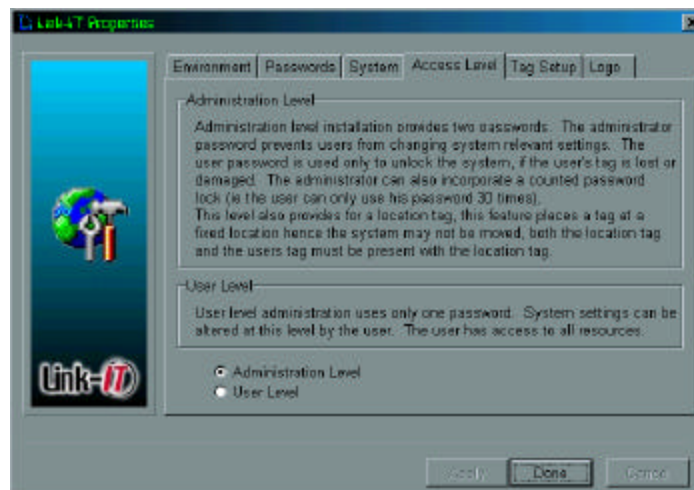 Link-IT Properties
Environment Passwords System Access Level Tag Setup Logo
Administration Level
Administration level installation provides two passwords. The administrator
password prevents users from changing system relevant settings. The
user password is used only to unlock the system, if the user's tag is lost or
damaged. The administrator can also incorporate a counted password
lock (ie the user can only use his password 30 times).
This level also provides for a location tag, this feature places a tag at a
fixed location hence the system may not be moved, both the location tag
and the users tag must be present with the location tag.
User Level
User level administration uses only one password. System settings can be
altered at this level by the user. The user has access to all resources.
Link-IT
Administration Level
User Level
Apply Done Cancel